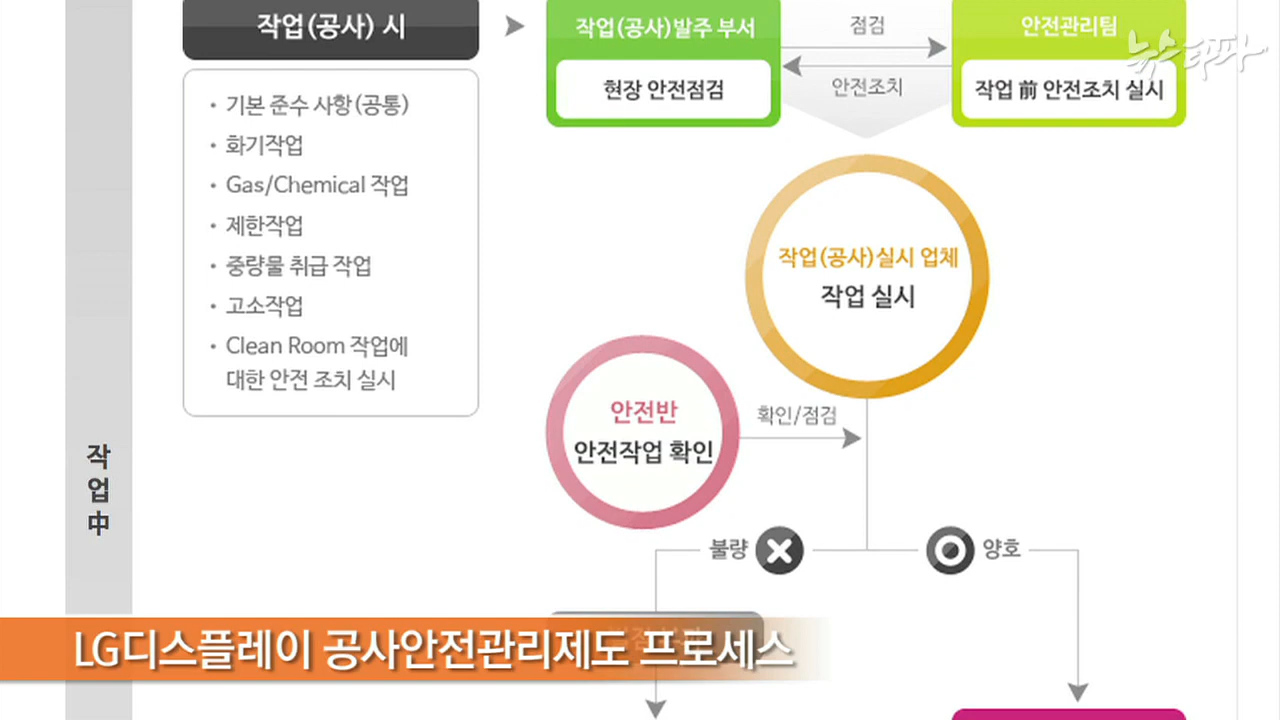 작업(공사) 시
작업(공사)발주 부서
점검
안전관리팀
뉴스타파
현장 안전점검
안전조치
작업 前 안전조치 실시
• 기본 준수 사항(공통)
• 화기작업
• Gas/Chemical 작업
• 제한작업
• 중량물 취급 작업
• 고소작업
• Clean Room 작업에
대한 안전 조치 실시
작업(공사)실시 업체
작업 실시
안전반
안전작업 확인
확인/점검
작
업
中
불량
양호
LG디스플레이 공사안전관리제도 프로세스